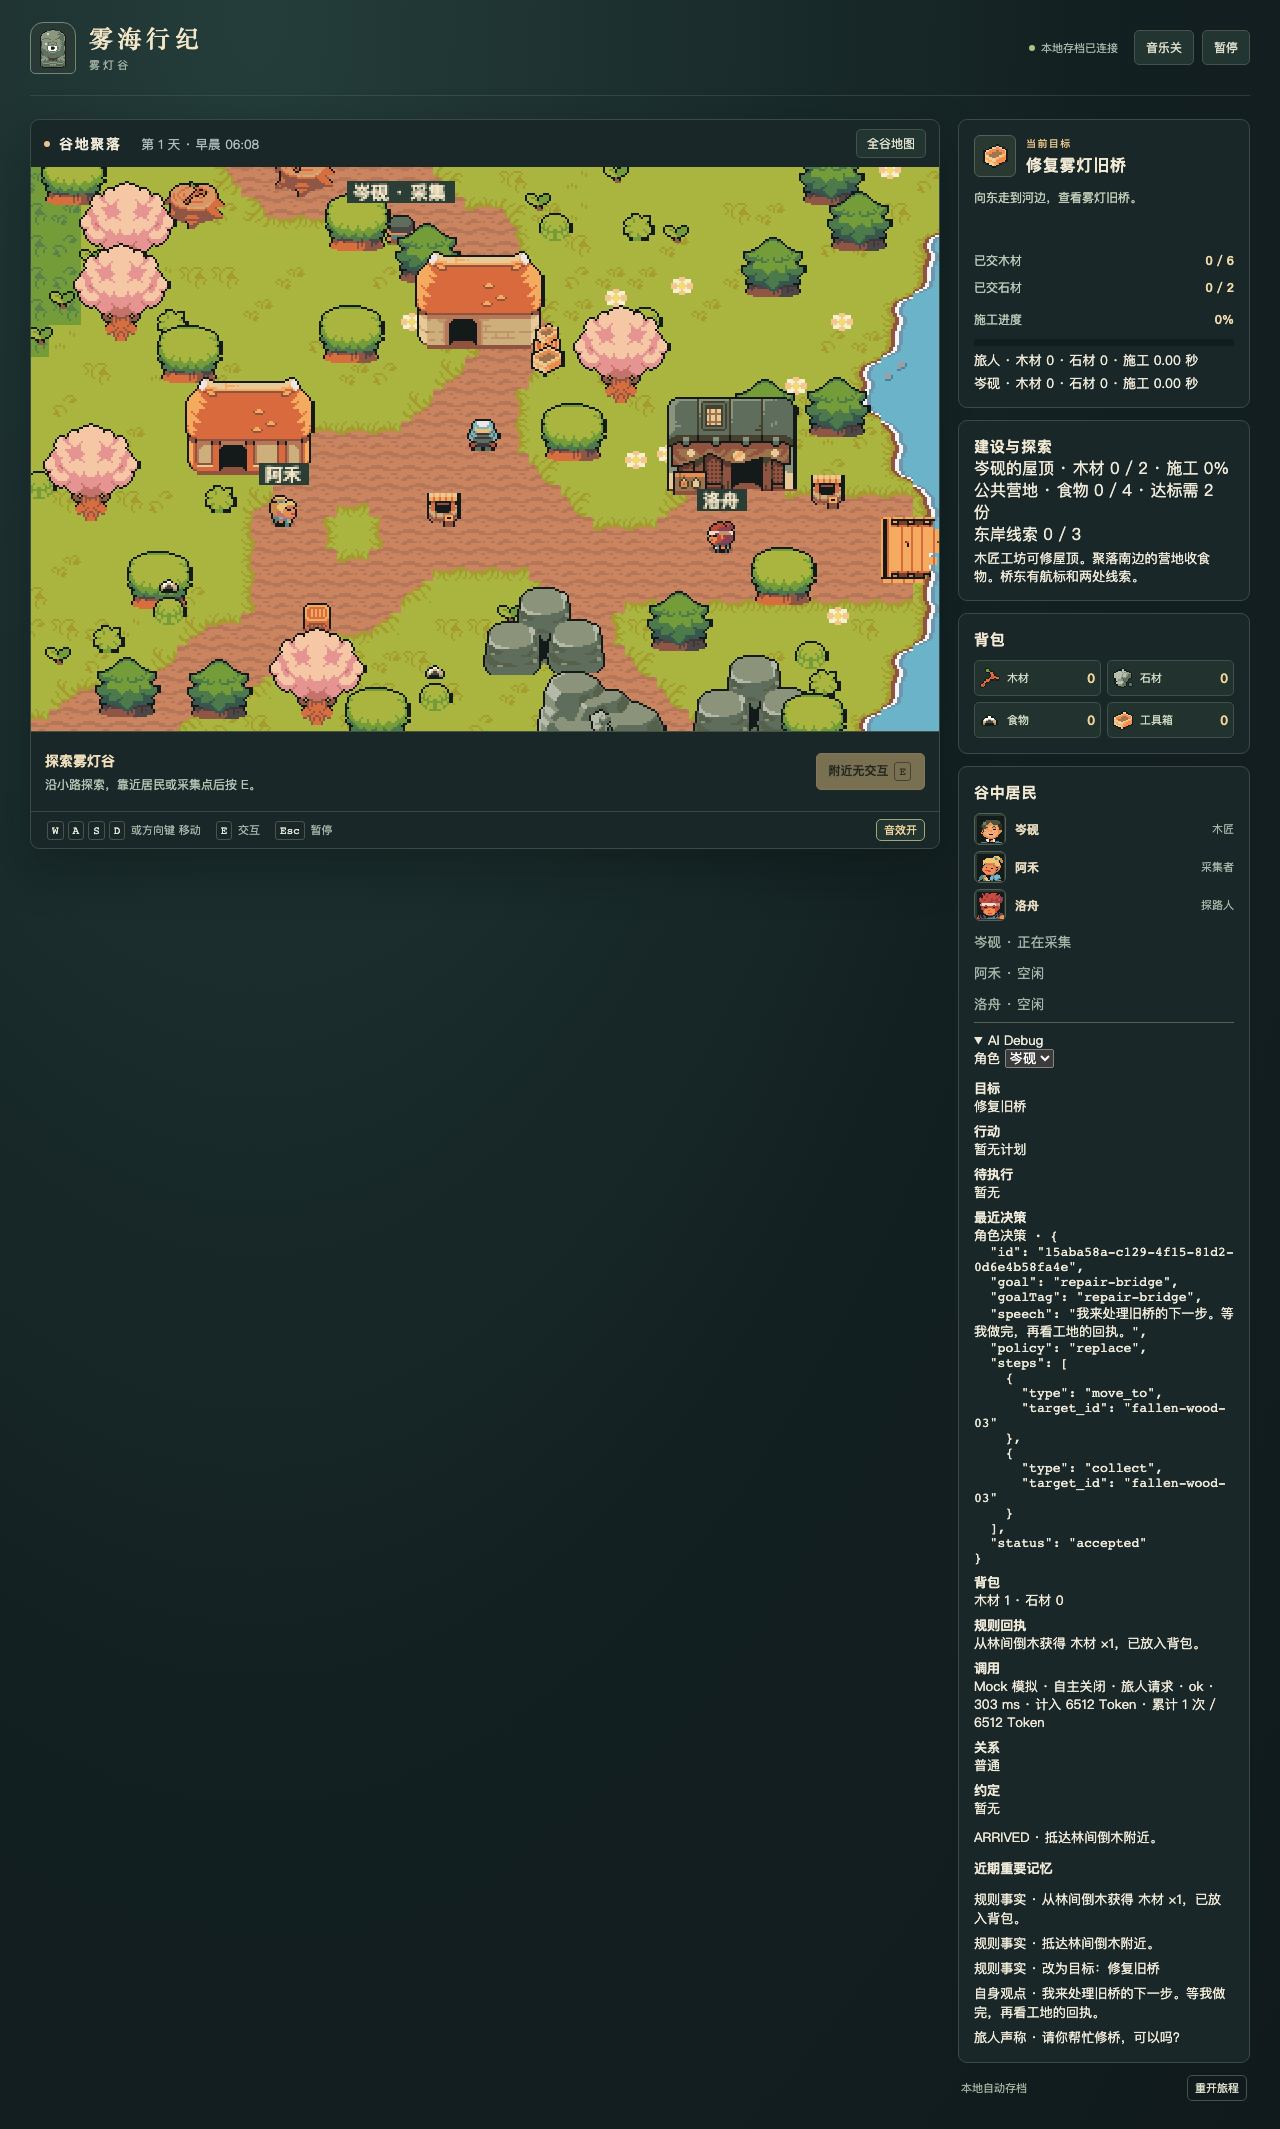 雾海行纪
雾灯谷
本地存档已连接
音乐关
暂停
谷地聚落
第 1 天 · 早晨 06:08
全谷地图
岑砚 · 采集
阿禾
洛舟
探索雾灯谷
沿小路探索，靠近居民或采集点后按 E。
附近无交互 E
W A S D 或方向键 移动 E 交互 Esc 暂停
音效开
当前目标
修复雾灯旧桥
向东走到河边，查看雾灯旧桥。
已交木材 0 / 6
已交石材 0 / 2
施工进度 0%
旅人 · 木材 0 · 石材 0 · 施工 0.00 秒
岑砚 · 木材 0 · 石材 0 · 施工 0.00 秒
建设与探索
岑砚的屋顶 · 木材 0 / 2 · 施工 0%
公共营地 · 食物 0 / 4 · 达标需 2
份
东岸线索 0 / 3
木匠工坊可修屋顶。聚落南边的营地收食
物。桥东有航标和两处线索。
背包
木材 0
石材 0
食物 0
工具箱 0
谷中居民
岑砚 木匠
阿禾 采集者
洛舟 探路人
岑砚 · 正在采集
阿禾 · 空闲
洛舟 · 空闲
▼ AI Debug
角色 岑砚
目标
修复旧桥
行动
暂无计划
待执行
暂无
最近决策
角色决策 · {
"id": "15aba58a-c129-4f15-81d2-
0d6e4b58fa4e",
"goal": "repair-bridge",
"goalTag": "repair-bridge",
"speech": "我来处理旧桥的下一步。等
我做完，再看工地的回执。",
"policy": "replace",
"steps": [
{
"type": "move_to",
"target_id": "fallen-wood-
03"
},
{
"type": "collect",
"target_id": "fallen-wood-
03"
}
],
"status": "accepted"
}
背包
木材 1 · 石材 0
规则回执
从林间倒木获得 木材 ×1，已放入背包。
调用
Mock 模拟 · 自主关闭 · 旅人请求 · ok ·
303 ms · 计入 6512 Token · 累计 1 次 /
6512 Token
关系
普通
约定
暂无
ARRIVED · 抵达林间倒木附近。
近期重要记忆
规则事实 · 从林间倒木获得 木材 ×1，已放
入背包。
规则事实 · 抵达林间倒木附近。
规则事实 · 改为目标：修复旧桥
自身观点 · 我来处理旧桥的下一步。等我做
完，再看工地的回执。
旅人声称 · 请你帮忙修桥，可以吗？
本地自动存档
重开旅程